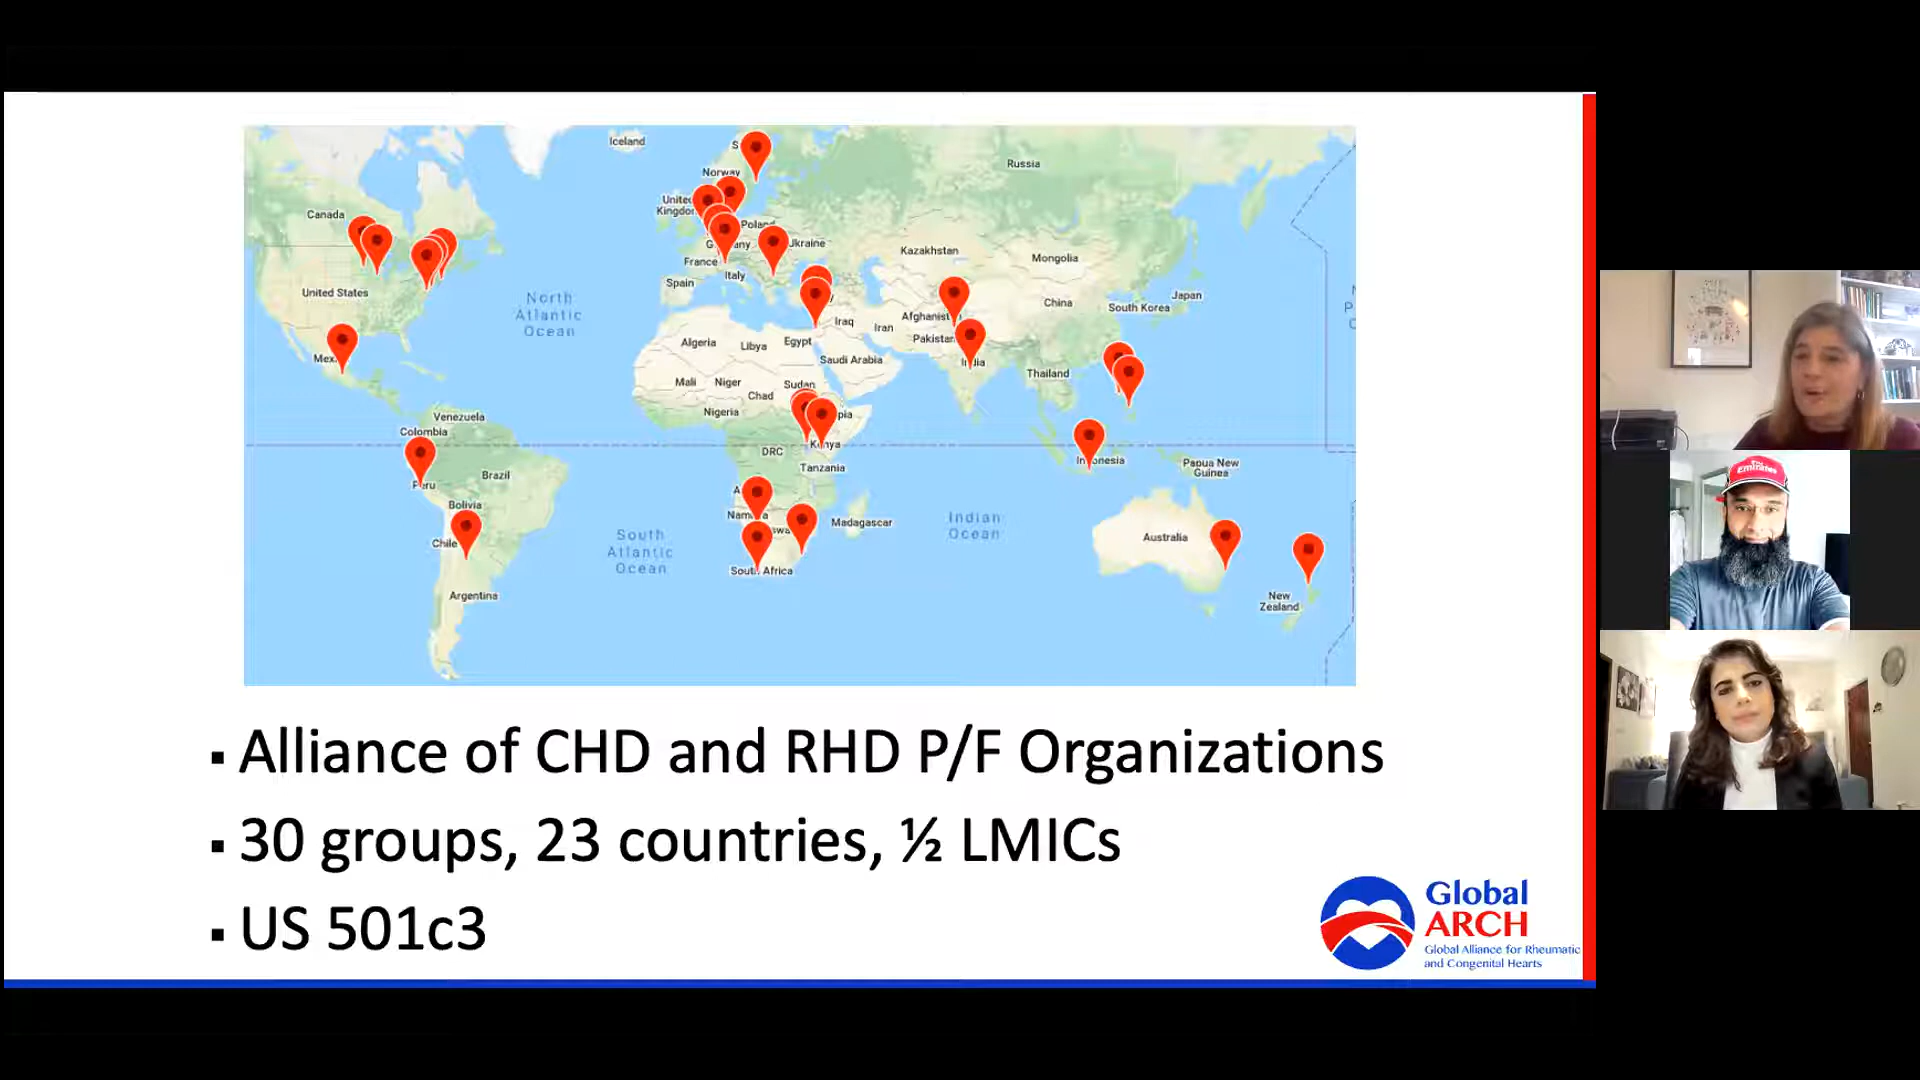 Iceland
Russia
Norway
Canada
United
Kingdom
Poland
Ukraine
Kazakhstan
Mongolia
France
Italy
United States
Spain
North
Atlantic
Ocean
Japan
China
South Korea
Iraq
Iran
Algeria
Libya
Egypt
Saudi Arabia
Thailand
Mali
Niger
Sudan
Chad
Nigeria
Venezuela
Colombia
Kenya
DRC
Tanzania
Papua New
Guinea
Brazil
Bolivia
Madagascar
Indian
Ocean
South
Atlantic
Ocean
Australia
Chile
South Africa
Argentina
New
Zealand
▪ Alliance of CHD and RHD P/F Organizations
▪ 30 groups, 23 countries, ½ LMICs
▪ US 501c3
Global
ARCH
Global Alliance for Rheumatic
and Congenital Hearts
Emirates